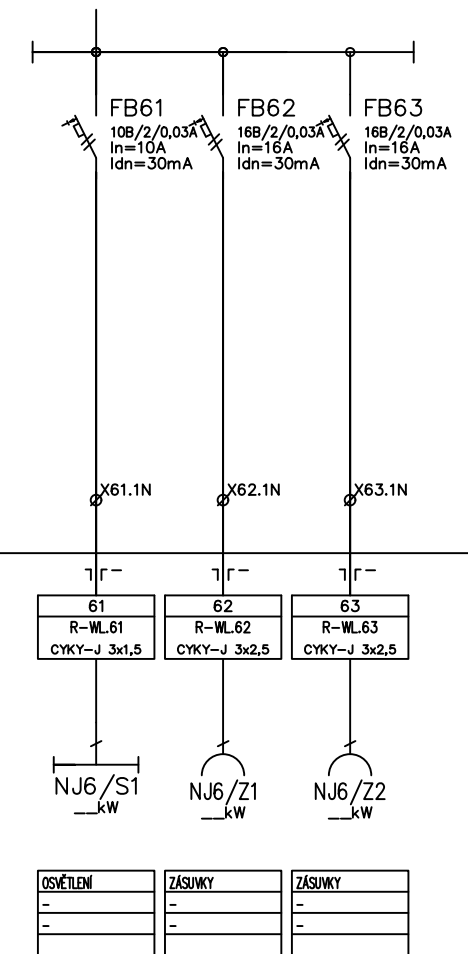 FB61
10B/2/0,03A
In=10A
Idn=30mA
FB62
16B/2/0,03A
In=16A
Idn=30mA
FB63
16B/2/0,03A
In=16A
Idn=30mA
X61.1N
X62.1N
X63.1N
61
R-WL.61
CYKY-J 3x1,5
62
R-WL.62
CYKY-J 3x2,5
63
R-WL.63
CYKY-J 3x2,5
NJ6/S1
__kW
NJ6/Z1
__kW
NJ6/Z2
__kW
OSVĚTLENÍ
-
-
ZÁSUVKY
-
-
ZÁSUVKY
-
-